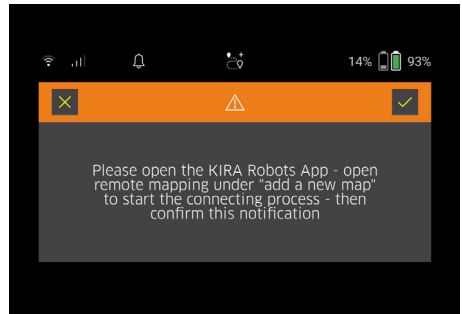 14% 93%
Please open the KIRA Robots App - open
remote mapping under "add a new map"
to start the connecting process - then
confirm this notification